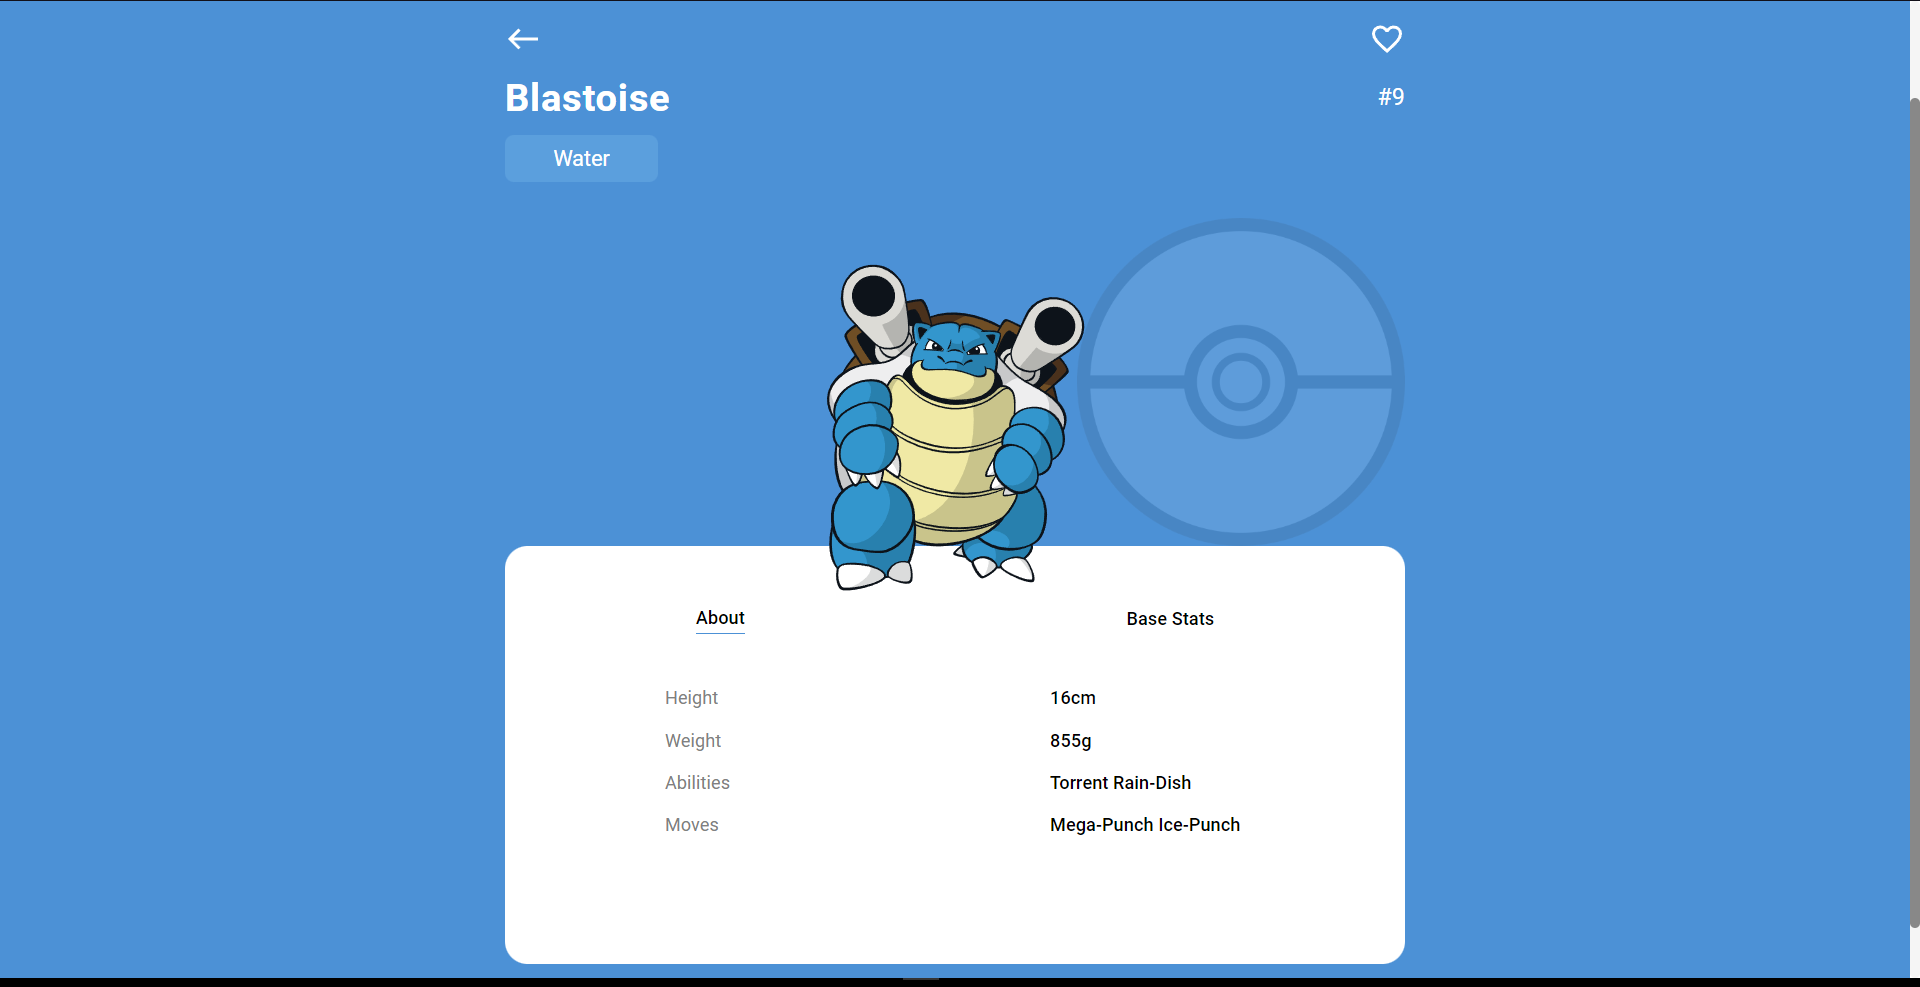 Blastoise
#9
Water
About
Base Stats
Height
16cm
Weight
855g
Abilities
Torrent Rain-Dish
Moves
Mega-Punch Ice-Punch